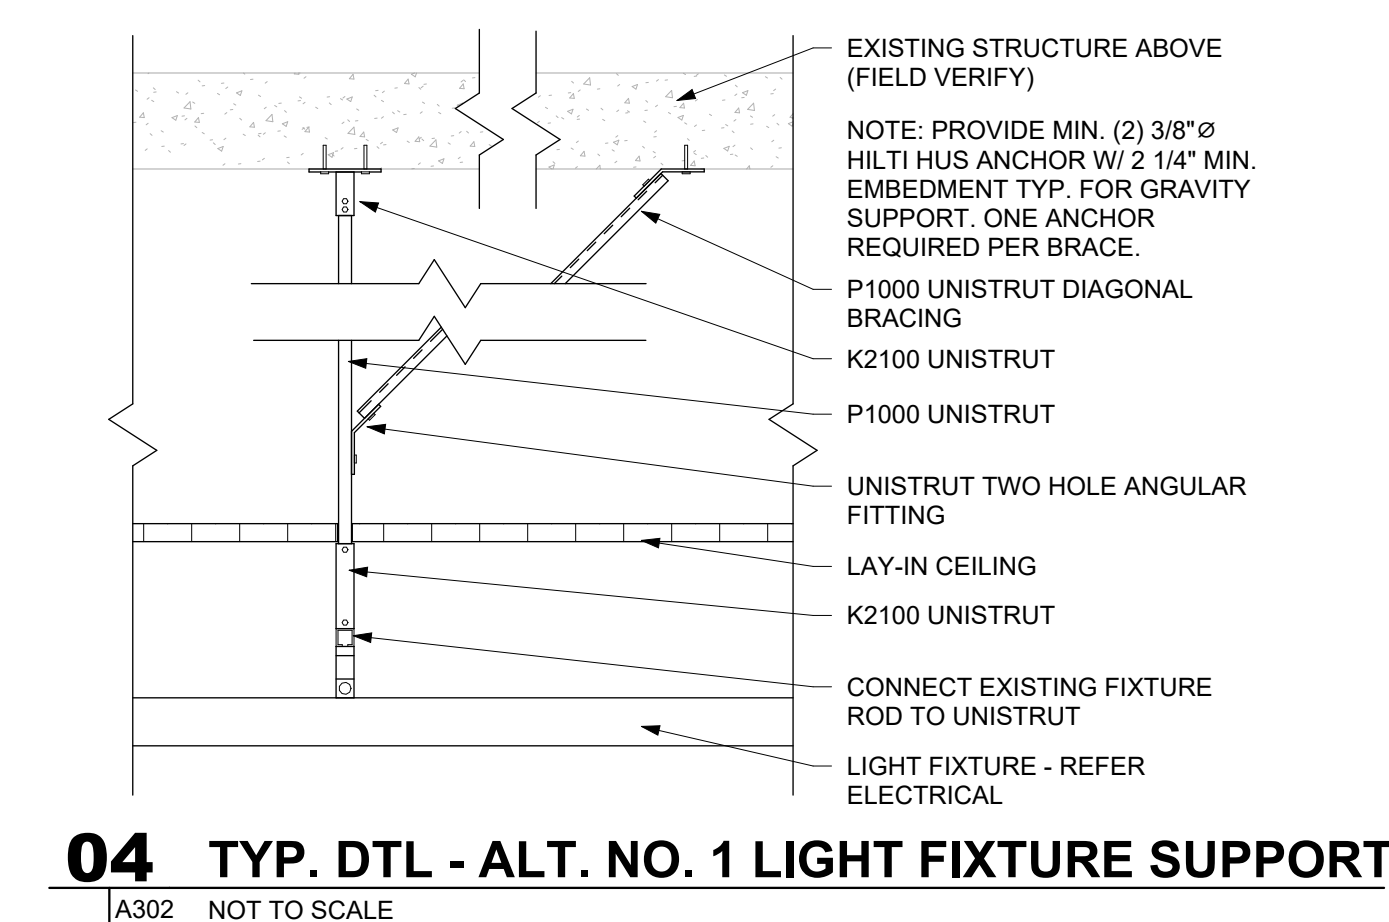 EXISTING STRUCTURE ABOVE
(FIELD VERIFY)
NOTE: PROVIDE MIN. (2) 3/8"Ø
HILTI HUS ANCHOR W/ 2 1/4" MIN.
EMBEDMENT TYP. FOR GRAVITY
SUPPORT. ONE ANCHOR
REQUIRED PER BRACE.
P1000 UNISTRUT DIAGONAL
BRACING
K2100 UNISTRUT
P1000 UNISTRUT
UNISTRUT TWO HOLE ANGULAR
FITTING
LAY-IN CEILING
K2100 UNISTRUT
CONNECT EXISTING FIXTURE
ROD TO UNISTRUT
LIGHT FIXTURE - REFER
ELECTRICAL
04 TYP. DTL - ALT. NO. 1 LIGHT FIXTURE SUPPORT
A302 NOT TO SCALE